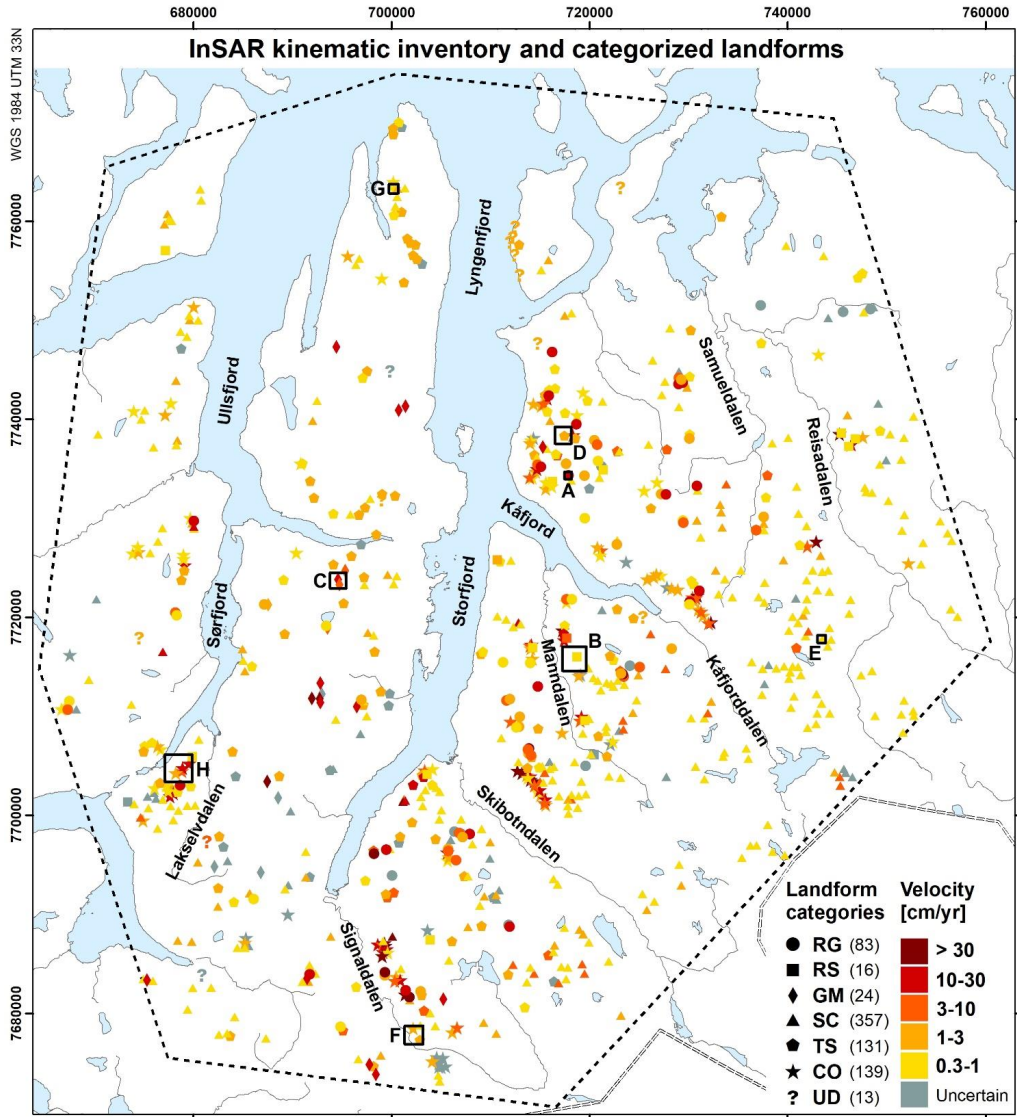 680000 700000 720000 740000 760000
InSAR kinematic inventory and categorized landforms
WGS 1984 UTM 33N
7760000
7740000
7720000
7700000
7680000
G
Lyngenfjord
Ullsfjord
Samueldalen
Reisadalen
D
A
Kåfjord
C
Sørfjord
Storfjord
Manndalen
B
E
Kåfjorddalen
H
Lakselvdalen
Skibotndalen
Signaldalen
F
?
?
?
?
?
?
?
?
?
?
?
?
?
Landform categories
RG (83)
RS (16)
GM (24)
SC (357)
TS (131)
CO (139)
? UD (13)
Velocity [cm/yr]
> 30
10-30
3-10
1-3
0.3-1
Uncertain